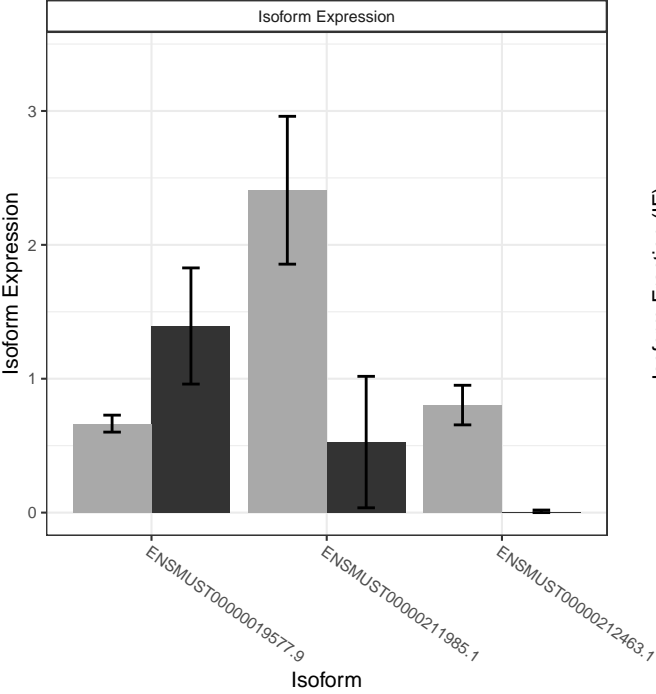 Isoform Expression
Isoform Expression
3
2
1
0
ENSMUST00000019577.9
ENSMUST00000211985.1
ENSMUST00000212463.1
Isoform